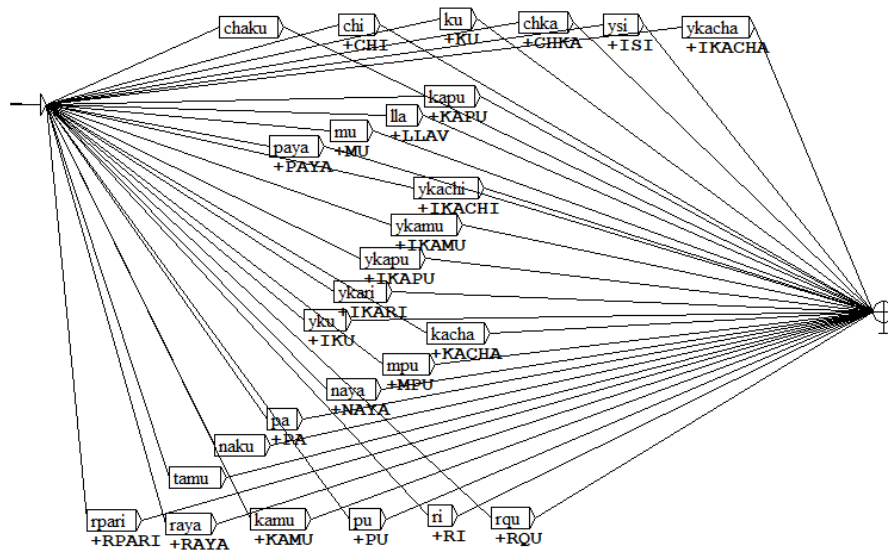 chaku
chi
+CHI
ku
+KU
chka
+CHKA
ysi
+ISI
ykacha
+IKACHA
kapu
+KAPU
lla
+LLAV
mu
+MU
paya
+PAYA
ykachi
+IKACHI
ykamu
+IKAMU
ykapu
+IKAPU
ykari
+IKARI
yku
+IKU
kacha
+KACHA
mpu
+MPU
naya
+NAYA
pa
+PA
naku
tamu
rpari
+RPARI
raya
+RAYA
kamu
+KAMU
pu
+PU
ri
+RI
rqu
+RQU